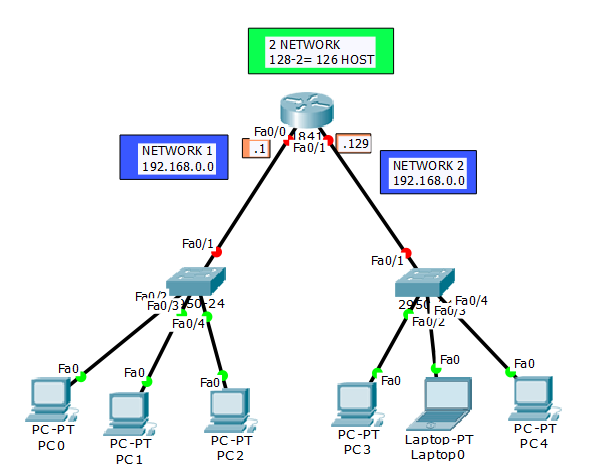 2 NETWORK
128-2= 126 HOST
NETWORK 1
192.168.0.0
Fa0/0
.1
Fa0/1
.129
NETWORK 2
192.168.0.0
Fa0/1
Fa0/1
Fa0/2
Fa0/3
Fa0/4
Fa0/4
Fa0/3
Fa0/2
Fa0
Fa0
Fa0
Fa0
Fa0
Fa0
PC-PT
PC0
PC-PT
PC1
PC-PT
PC2
PC-PT
PC3
Laptop-PT
Laptop0
PC-PT
PC4